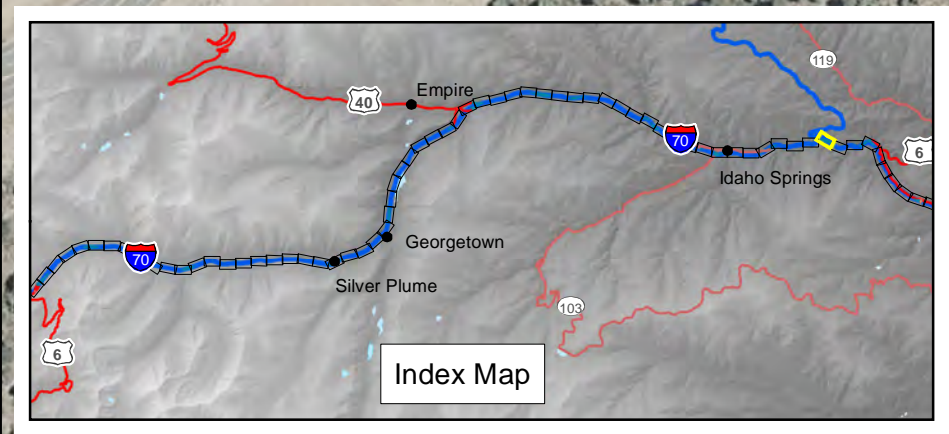 119
Empire
40
70
6
Idaho Springs
Georgetown
70
Silver Plume
103
6
Index Map